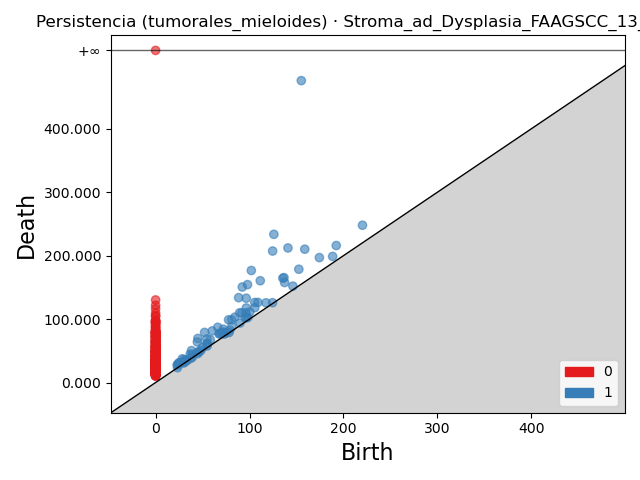 Persistencia (tumorales_mieloides) · Stroma_ad_Dysplasia_FAAGSCC_13_
+∞
400.000
300.000
200.000
100.000
0.000
Death
0 100 200 300 400
Birth
0
1